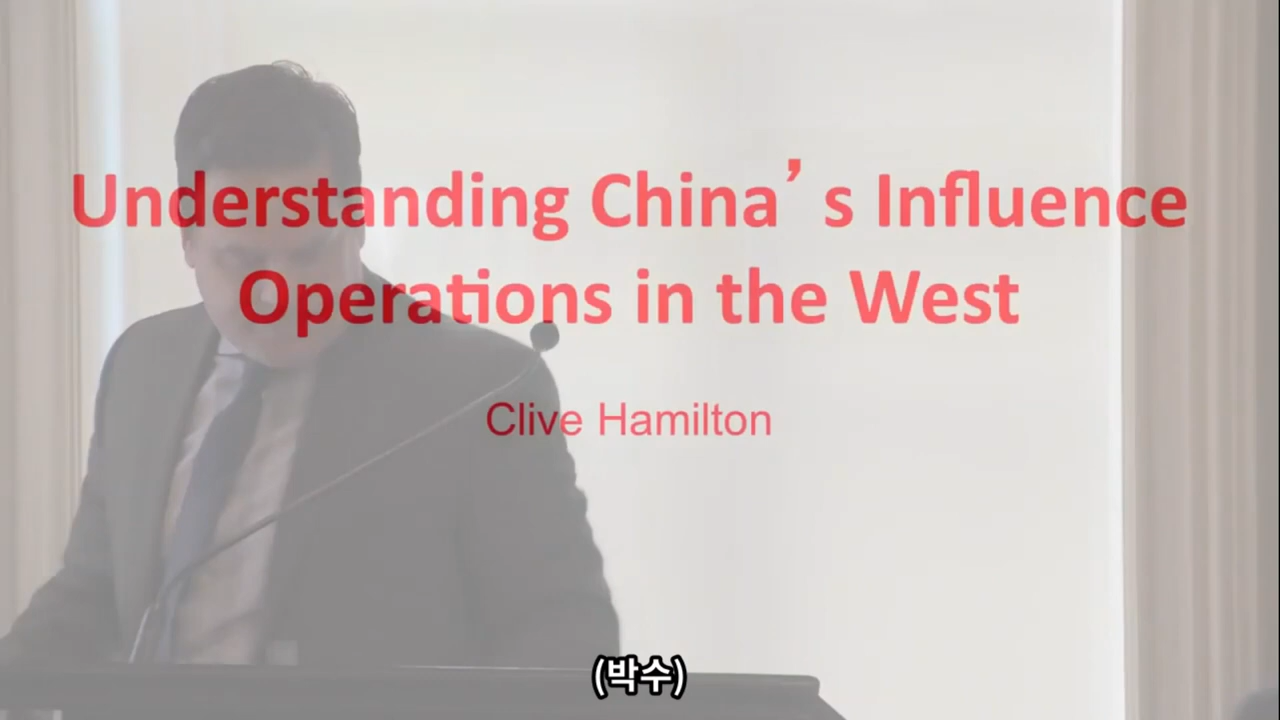 Understanding China’s Influence
Operations in the West
Clive Hamilton
(박수)